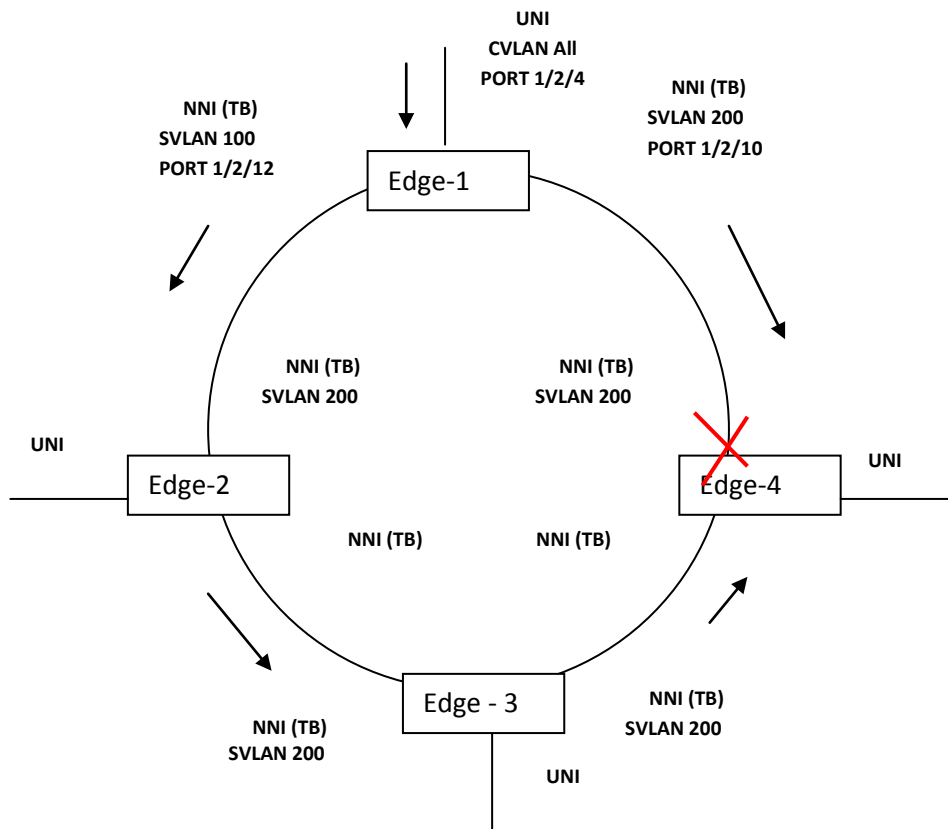 UNI
CVLAN All
PORT 1/2/4
NNI (TB)
SVLAN 100
PORT 1/2/12
NNI (TB)
SVLAN 200
PORT 1/2/10
Edge-1
NNI (TB)
SVLAN 200
NNI (TB)
SVLAN 200
UNI
Edge-2
Edge-4
UNI
NNI (TB)
NNI (TB)
Edge - 3
NNI (TB)
SVLAN 200
NNI (TB)
SVLAN 200
UNI